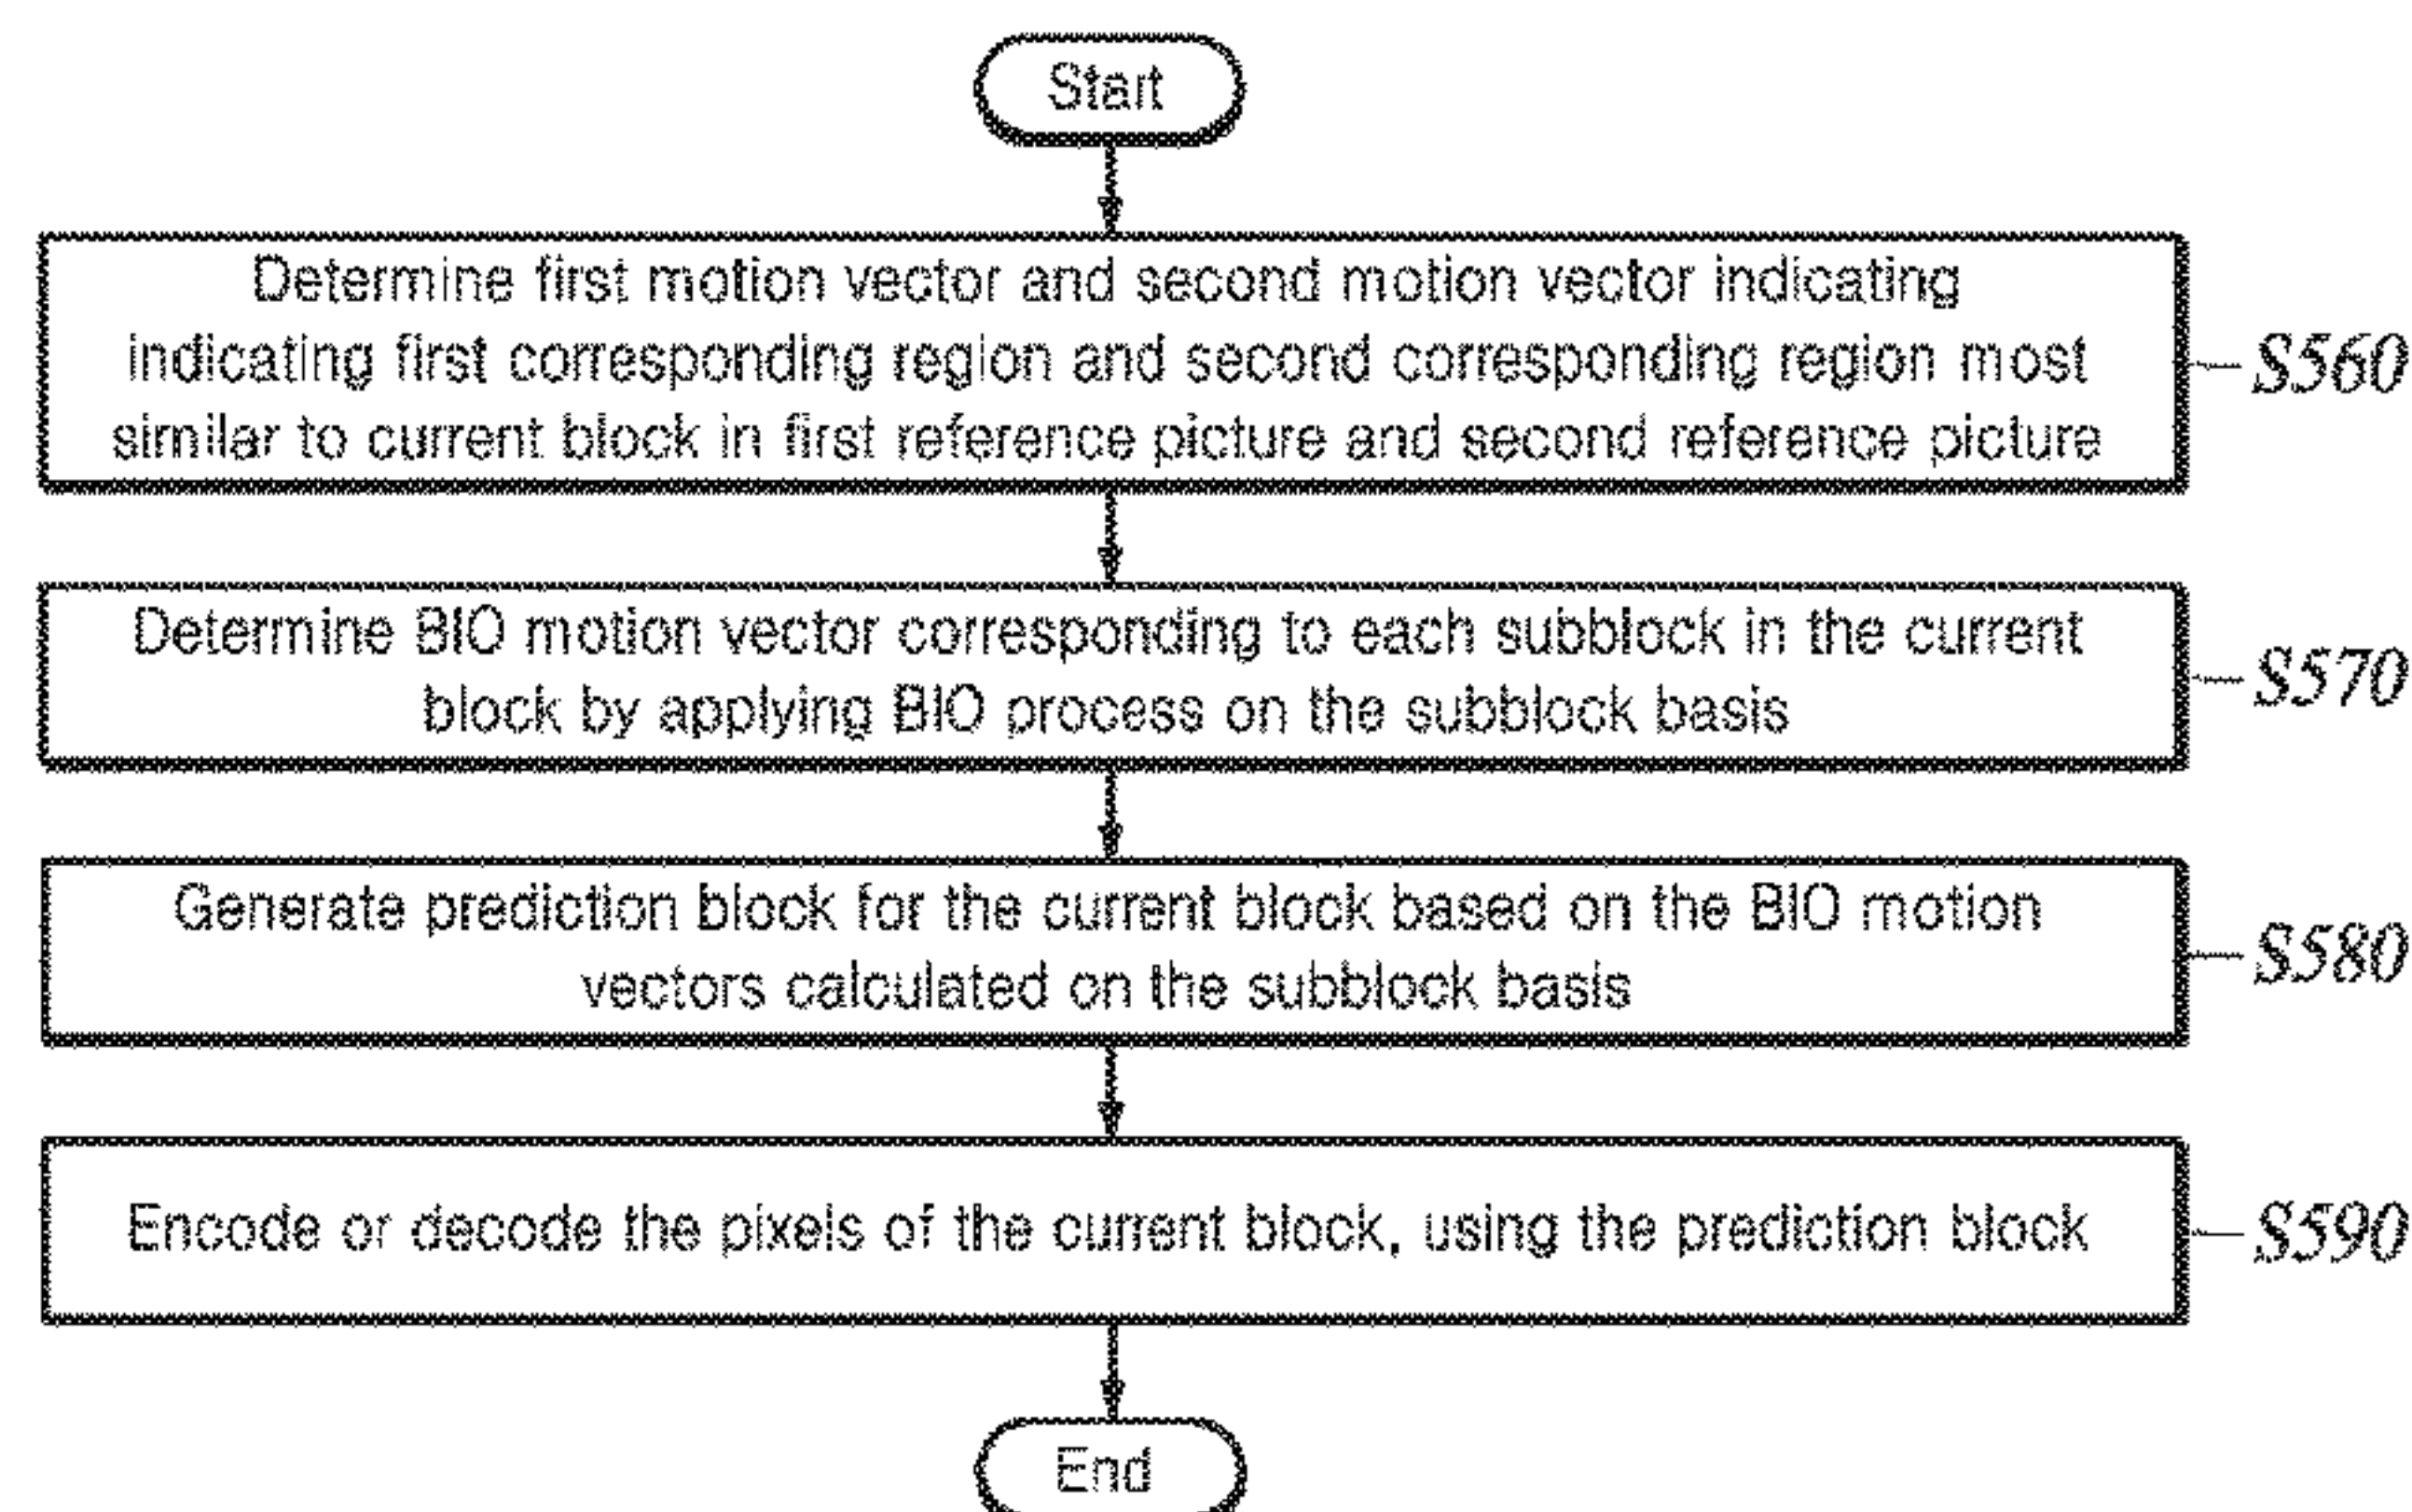 Start
Determine first motion vector and second motion vector indicating
indicating first corresponding region and second corresponding region most
similar to current block in first reference picture and second reference picture
S560
Determine BIO motion vector corresponding to each subblock in the current
block by applying BIO process on the subblock basis
S570
Generate prediction block for the current block based on the BIO motion
vectors calculated on the subblock basis
S580
Encode or decode the pixels of the current block, using the prediction block
S590
End